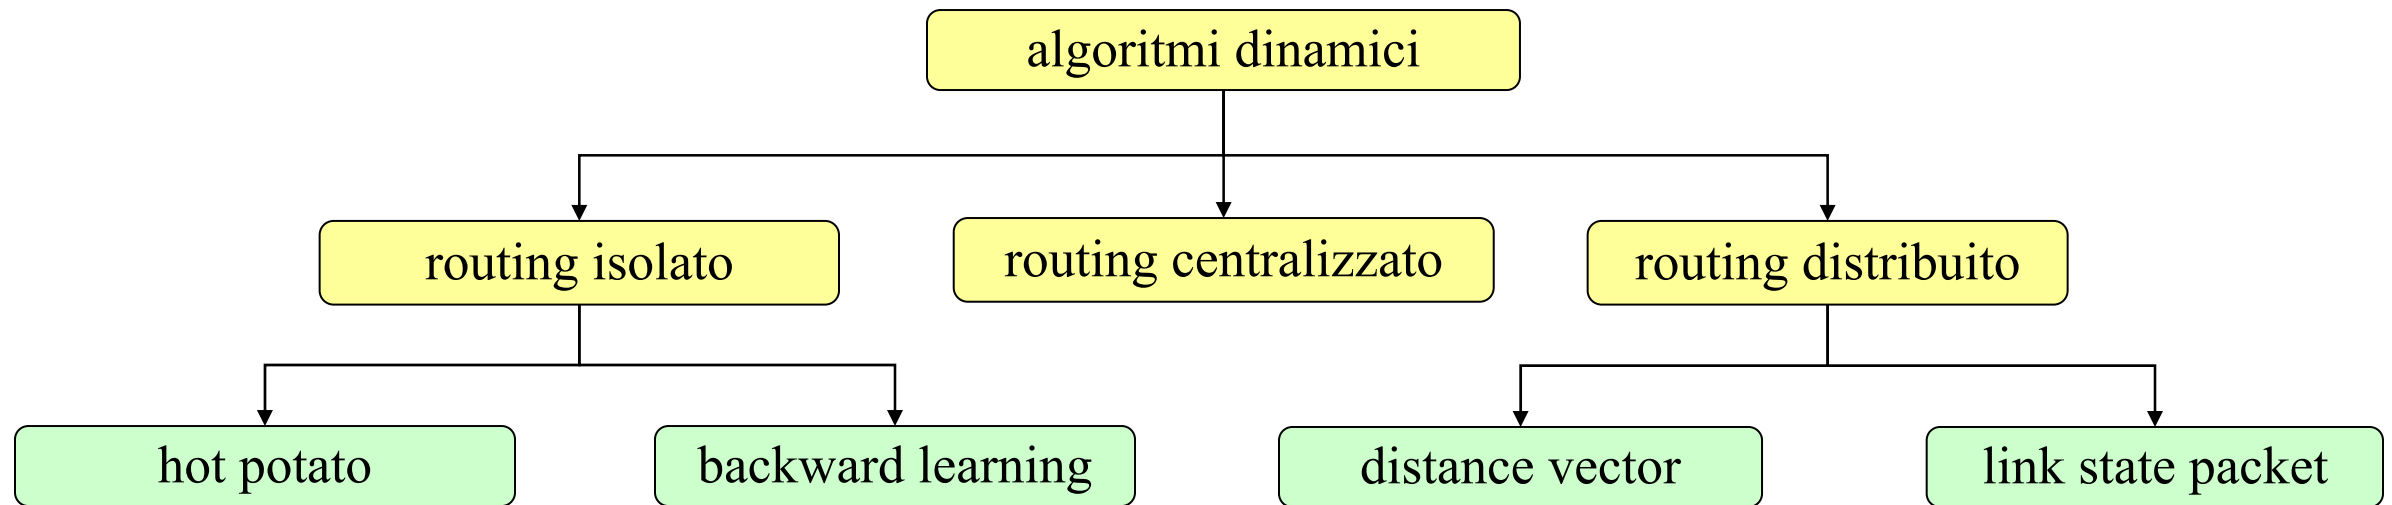 algoritmi dinamici
routing isolato
routing centralizzato
routing distribuito
hot potato
backward learning
distance vector
link state packet